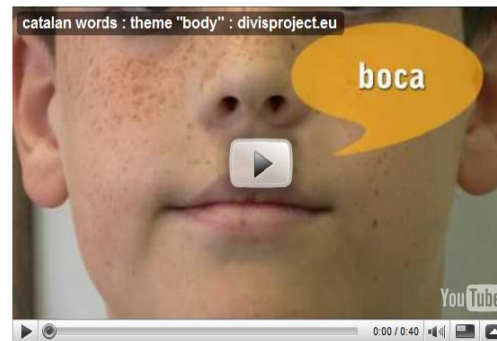 catalan words : theme "body" : divisproject.eu
boca
YouTube
0:00 / 0:40